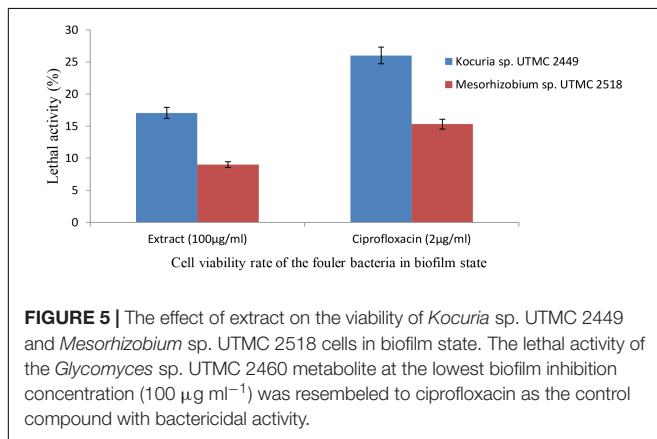 30
25
20
15
10
5
0
Lethal activity (%)
Kocuria sp. UTMC 2449
Mesorhizobium sp. UTMC 2518
Extract (100µg/ml)
Ciprofloxacin (2µg/ml)
Cell viability rate of the fouler bacteria in biofilm state
FIGURE 5 | The effect of extract on the viability of Kocuria sp. UTMC 2449
and Mesorhizobium sp. UTMC 2518 cells in biofilm state. The lethal activity of
the Glycomyces sp. UTMC 2460 metabolite at the lowest biofilm inhibition
concentration (100 µg ml−1) was resembeled to ciprofloxacin as the control
compound with bactericidal activity.